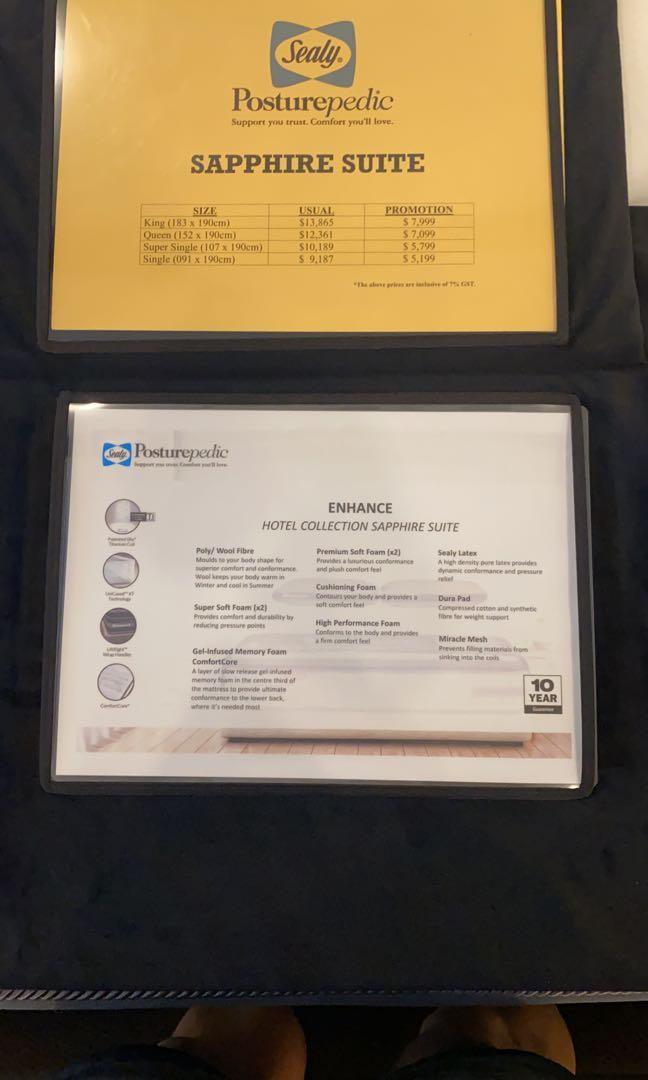 Sealy
Posturepedic
Support you trust. Comfort you'll love.
SAPPHIRE SUITE
SIZE USUAL PROMOTION
King (183 x 190cm) $13,865 $ 7,999
Queen (152 x 190cm) $12,361 $ 7,099
Super Single (107 x 190cm) $10,189 $ 5,799
Single (091 x 190cm) $ 9,187 $ 5,199
*The above prices are inclusive of 7% GST.
Sealy Posturepedic
Support you trust. Comfort you'll love.
ENHANCE
HOTEL COLLECTION SAPPHIRE SUITE
Titanium Coil
UniCased™ XT
Technology
Wrap Handles
ComfortCore®
Poly/ Wool Fibre
Moulds to your body shape for
superior comfort and conformance.
Wool keeps your body warm in
Winter and cool in Summer
Super Soft Foam (x2)
Provides comfort and durability by
reducing pressure points
Gel-Infused Memory Foam
ComfortCore
A layer of slow release gel-infused
memory foam in the centre third of
the mattress to provide ultimate
conformance to the lower back,
where it's needed most
Premium Soft Foam (x2)
Provides a luxurious conformance
and plush comfort feel
Cushioning Foam
Contours your body and provides a
soft comfort feel
High Performance Foam
Conforms to the body and provides
a firm comfort feel
Sealy Latex
A high density pure latex provides
dynamic conformance and pressure
relief
Dura Pad
Compressed cotton and synthetic
fibre for weight support
Miracle Mesh
Prevents filling materials from
sinking into the coils
10
YEAR
Guarantee